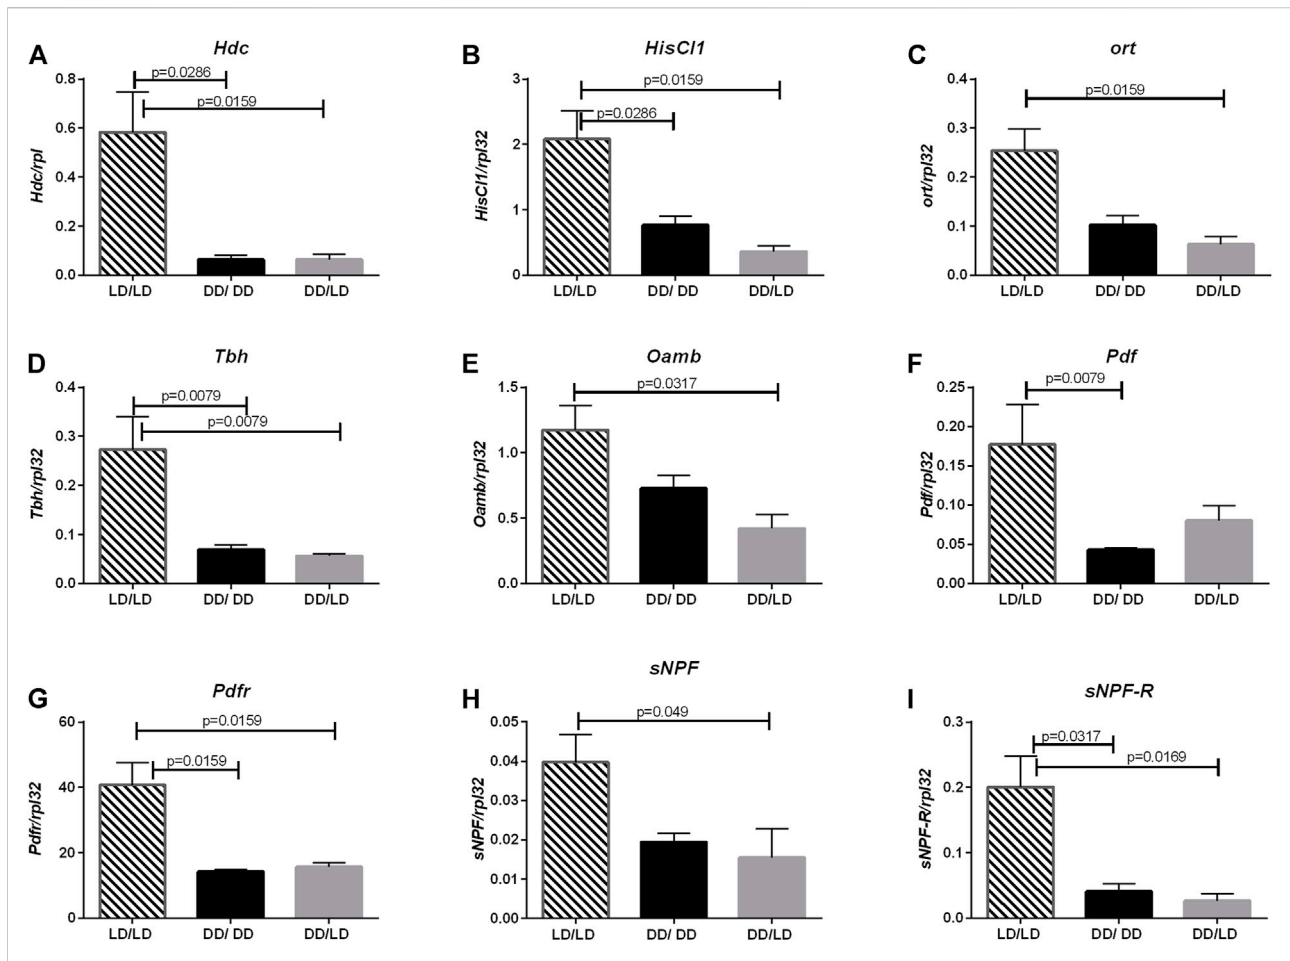 A
Hdc
Hdc/rpl
0.8
0.6
0.4
0.2
0.0
p=0.0286
p=0.0159
LD/LD
DD/ DD
DD/LD
B
HisCl1
HisCl1/rpl32
3
2
1
0
p=0.0159
p=0.0286
LD/LD
DD/ DD
DD/LD
C
ort
ort/rpl32
0.4
0.3
0.2
0.1
0.0
p=0.0159
LD/LD
DD/ DD
DD/LD
D
Tbh
Tbh/rpl32
0.4
0.3
0.2
0.1
0.0
p=0.0079
p=0.0079
LD/LD
DD/ DD
DD/LD
E
Oamb
Oamb/rpl32
1.5
1.0
0.5
0.0
p=0.0317
LD/LD
DD/ DD
DD/LD
F
Pdf
Pdf/rpl32
0.25
0.20
0.15
0.10
0.05
0.00
p=0.0079
LD/LD
DD/ DD
DD/LD
G
Pdfr
Pdfr/rpl32
60
40
20
0
p=0.0159
p=0.0159
LD/LD
DD/ DD
DD/LD
H
sNPF
sNPF/rpl32
0.05
0.04
0.03
0.02
0.01
0.00
p=0.049
LD/LD
DD/ DD
DD/LD
I
sNPF-R
sNPF-R/rpl32
0.3
0.2
0.1
0.0
p=0.0317
p=0.0169
LD/LD
DD/ DD
DD/LD